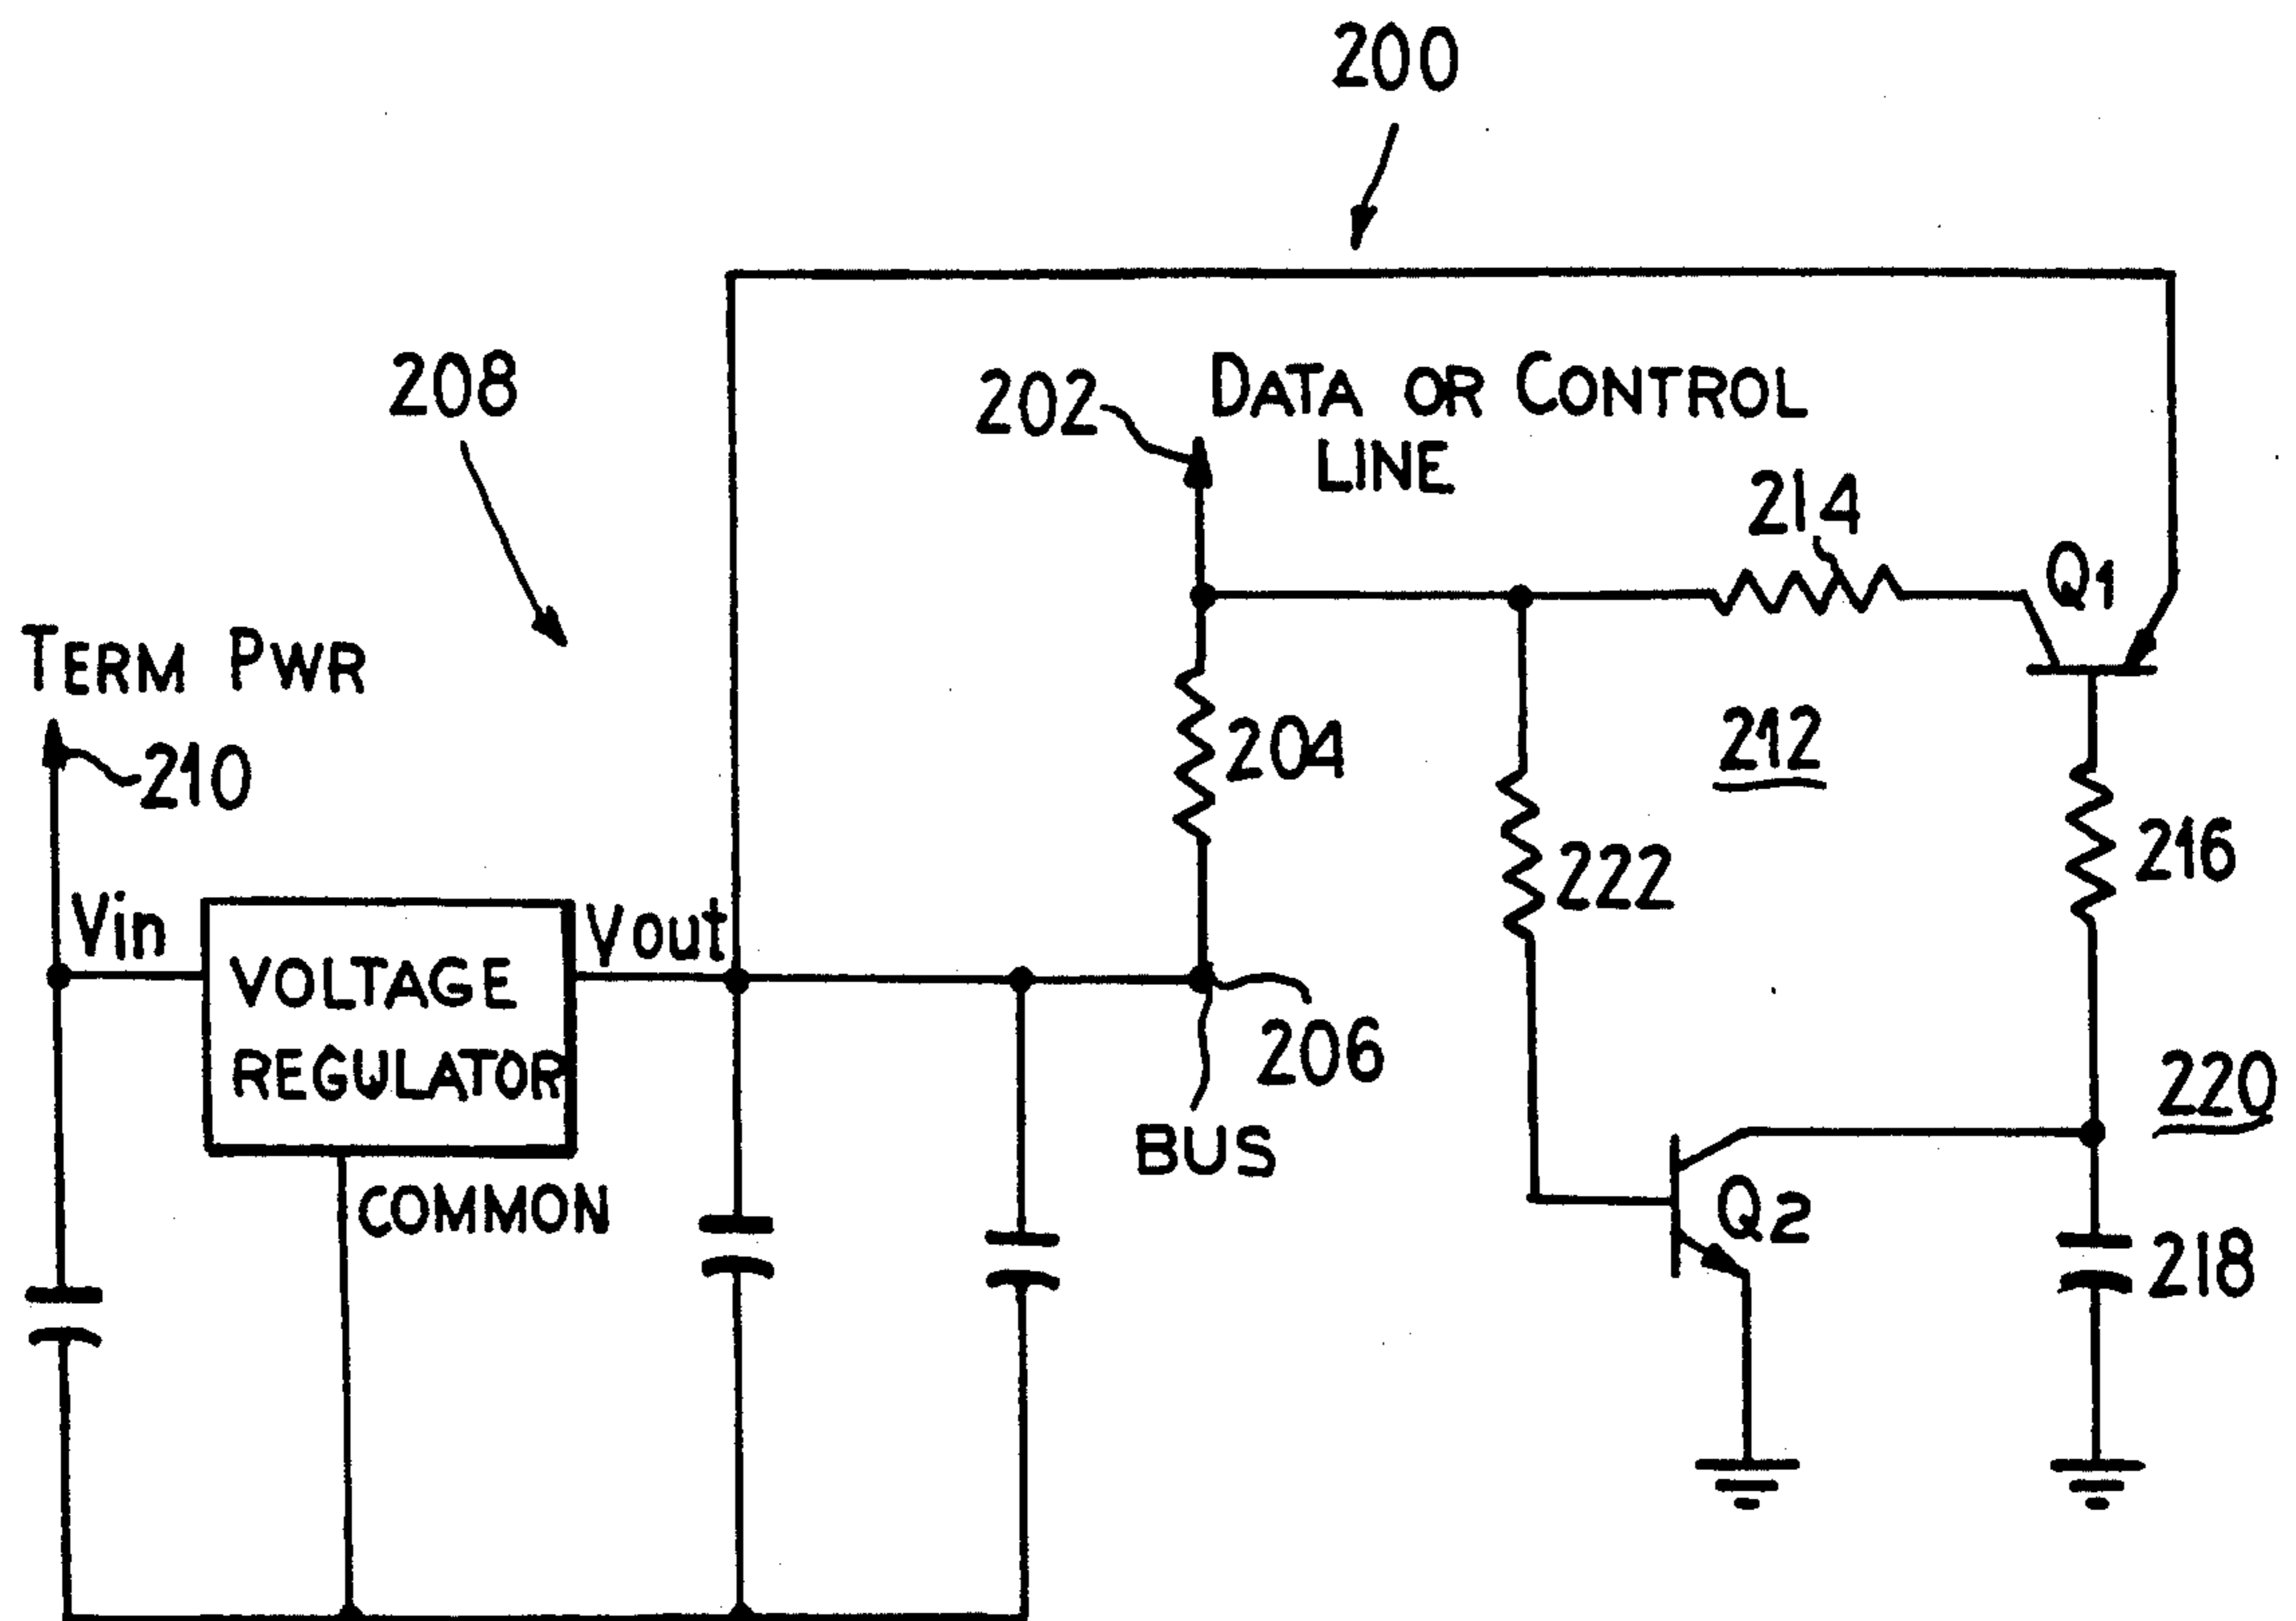 200
208
202
DATA OR CONTROL
LINE
214
Q1
TERM PWR
210
204
212
216
222
Vin
Vout
VOLTAGE
REGULATOR
206
BUS
220
COMMON
Q2
218